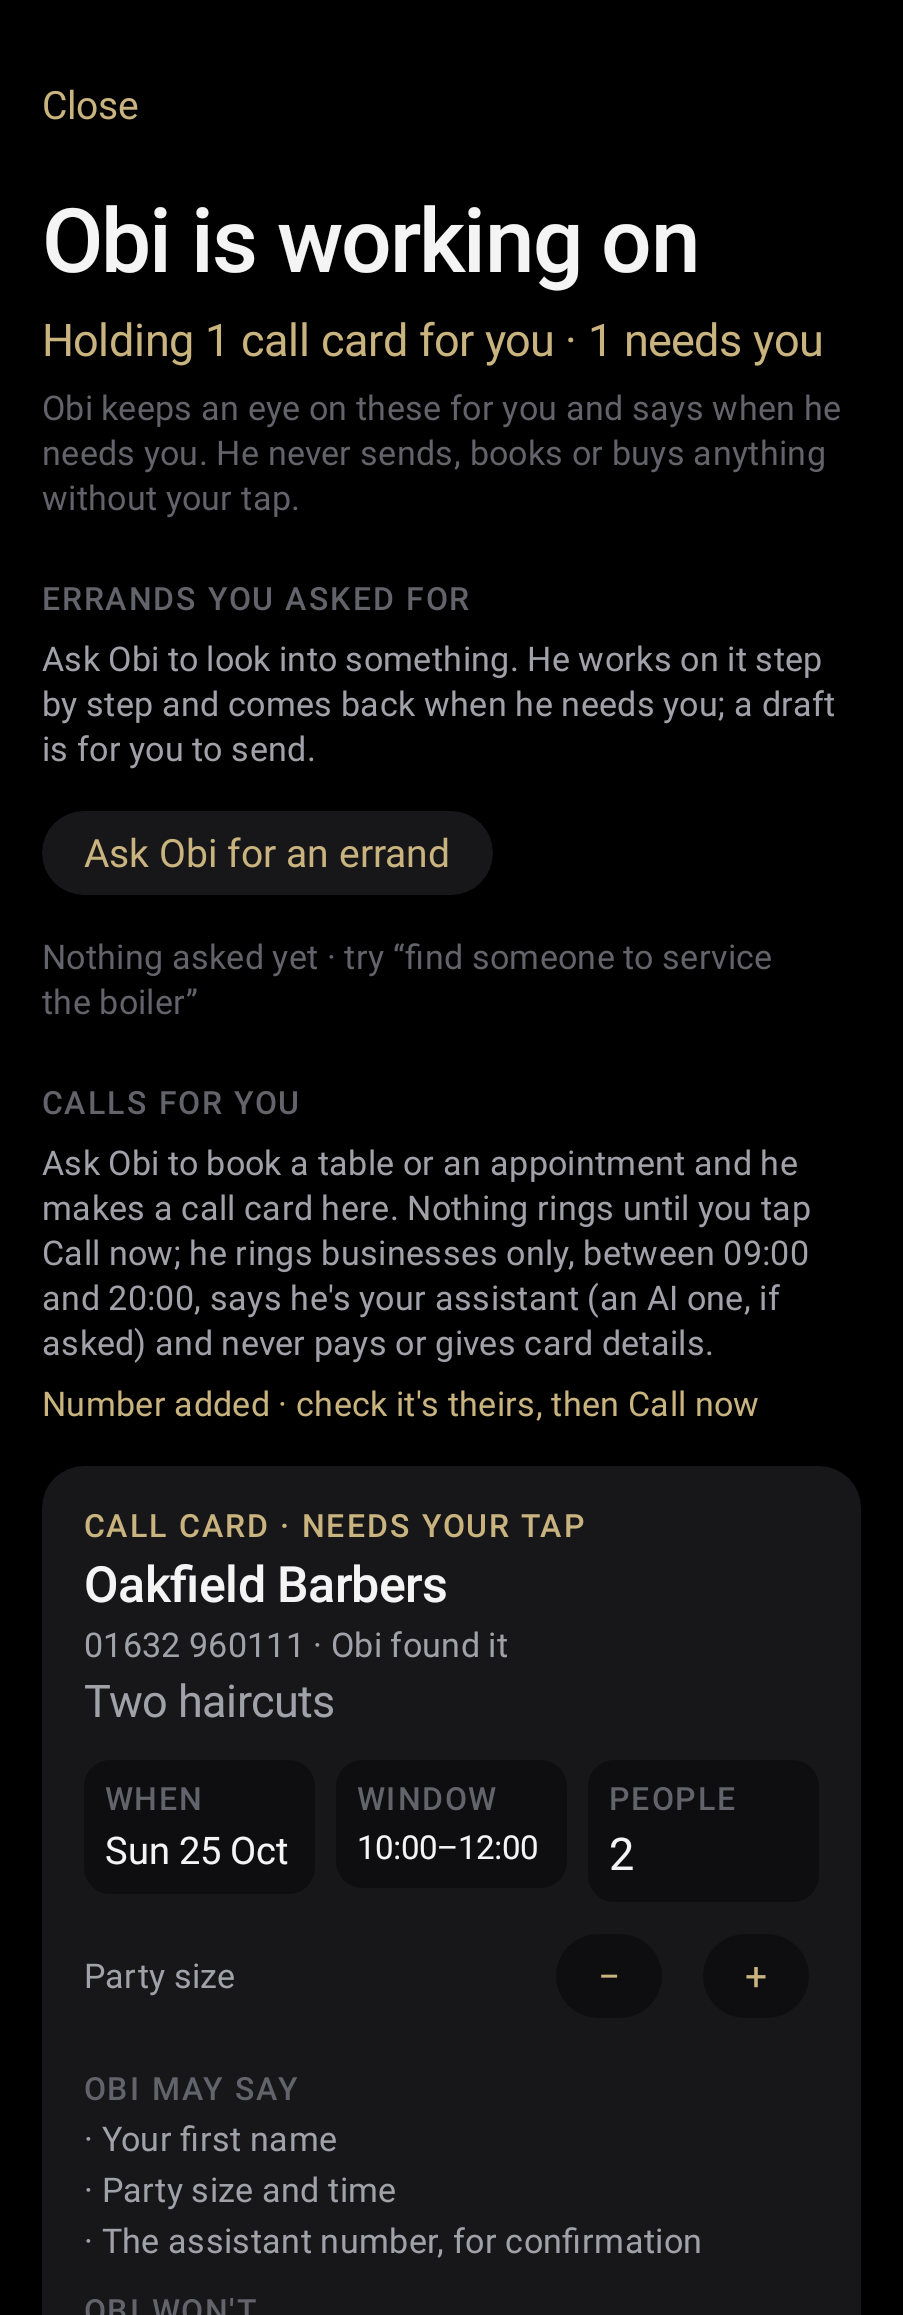 Close
Obi is working on
Holding 1 call card for you · 1 needs you
Obi keeps an eye on these for you and says when he
needs you. He never sends, books or buys anything
without your tap.
ERRANDS YOU ASKED FOR
Ask Obi to look into something. He works on it step
by step and comes back when he needs you; a draft
is for you to send.
Ask Obi for an errand
Nothing asked yet · try “find someone to service
the boiler”
CALLS FOR YOU
Ask Obi to book a table or an appointment and he
makes a call card here. Nothing rings until you tap
Call now; he rings businesses only, between 09:00
and 20:00, says he's your assistant (an AI one, if
asked) and never pays or gives card details.
Number added · check it's theirs, then Call now
CALL CARD · NEEDS YOUR TAP
Oakfield Barbers
01632 960111 · Obi found it
Two haircuts
WHEN
Sun 25 Oct
WINDOW
10:00–12:00
PEOPLE
2
Party size
−
+
OBI MAY SAY
· Your first name
· Party size and time
· The assistant number, for confirmation
OBI WON'T